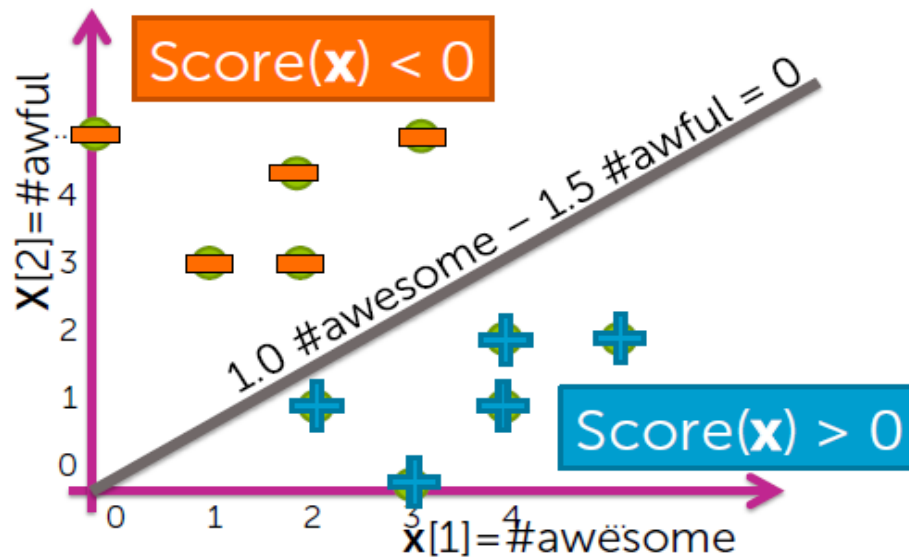 Score(x) < 0
1.0 #awesome – 1.5 #awful = 0
X[2]=#awful
..
4
3
2
1
0
Score(x) > 0
0 1 2 3 4 ..
x[1]=#awesome